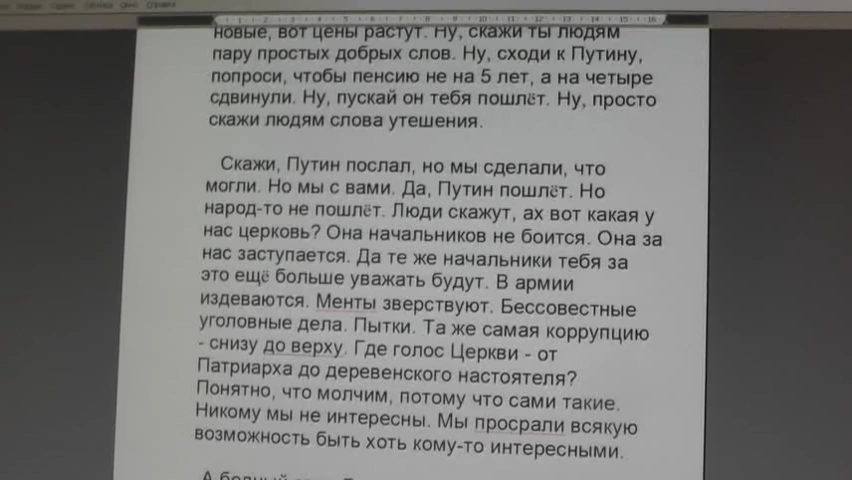 новые, вот цены растут. Ну, скажи ты людям
пару простых добрых слов. Ну, сходи к Путину,
попроси, чтобы пенсию не на 5 лет, а на четыре
сдвинули. Ну, пускай он тебя пошлёт. Ну, просто
скажи людям слова утешения.
Скажи, Путин послал, но мы сделали, что
могли. Но мы с вами. Да, Путин пошлёт. Но
народ-то не пошлёт. Люди скажут, ах вот какая у
нас церковь? Она начальников не боится. Она за
нас заступается. Да те же начальники тебя за
это ещё больше уважать будут. В армии
издеваются. Менты зверствуют. Бессовестные
уголовные дела. Пытки. Та же самая коррупцию
- снизу до верху. Где голос Церкви - от
Патриарха до деревенского настоятеля?
Понятно, что молчим, потому что сами такие.
Никому мы не интересны. Мы просрали всякую
возможность быть хоть кому-то интересными.